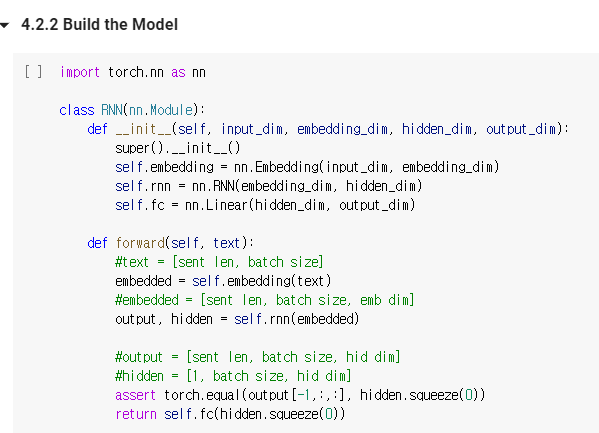 4.2.2 Build the Model
[ ] import torch.nn as nn
class RNN(nn.Module):
def __init__(self, input_dim, embedding_dim, hidden_dim, output_dim):
super().__init__()
self.embedding = nn.Embedding(input_dim, embedding_dim)
self.rnn = nn.RNN(embedding_dim, hidden_dim)
self.fc = nn.Linear(hidden_dim, output_dim)
def forward(self, text):
#text = [sent len, batch size]
embedded = self.embedding(text)
#embedded = [sent len, batch size, emb dim]
output, hidden = self.rnn(embedded)
#output = [sent len, batch size, hid dim]
#hidden = [1, batch size, hid dim]
assert torch.equal(output[-1,:,:], hidden.squeeze(0))
return self.fc(hidden.squeeze(0))